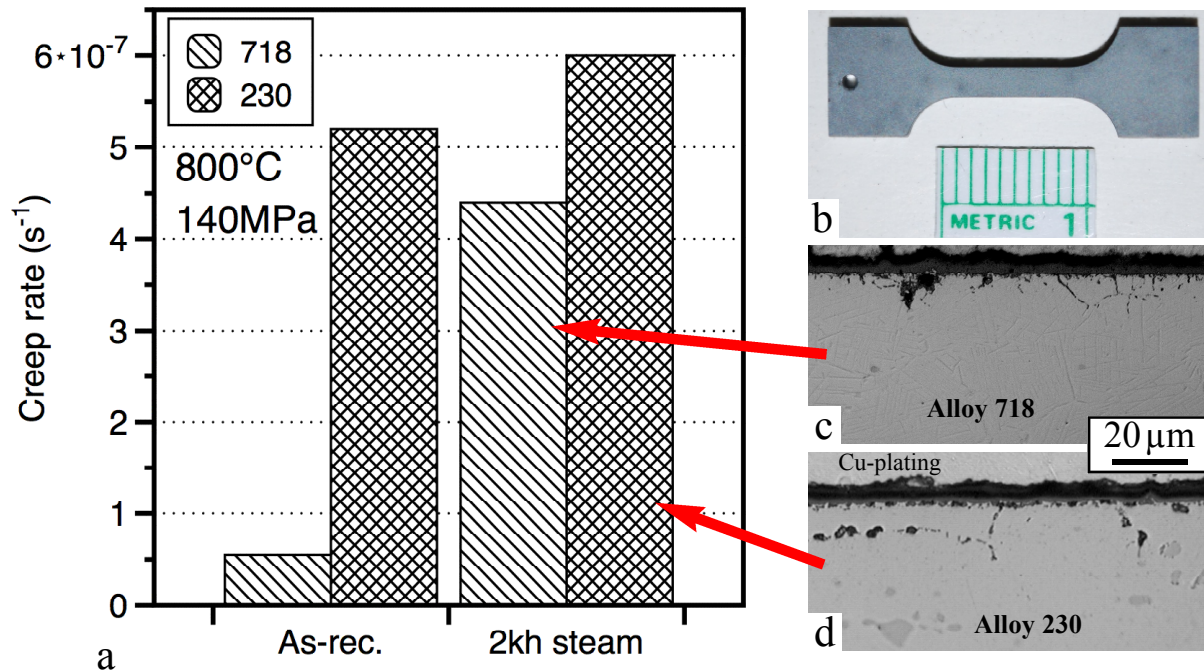 6*10⁻⁷
5
4
3
2
1
0
Creep rate (s⁻¹)
718
230
800°C
140MPa
As-rec.
2kh steam
a
METRIC 1
b
Alloy 718
c
20 µm
Cu-plating
Alloy 230
d